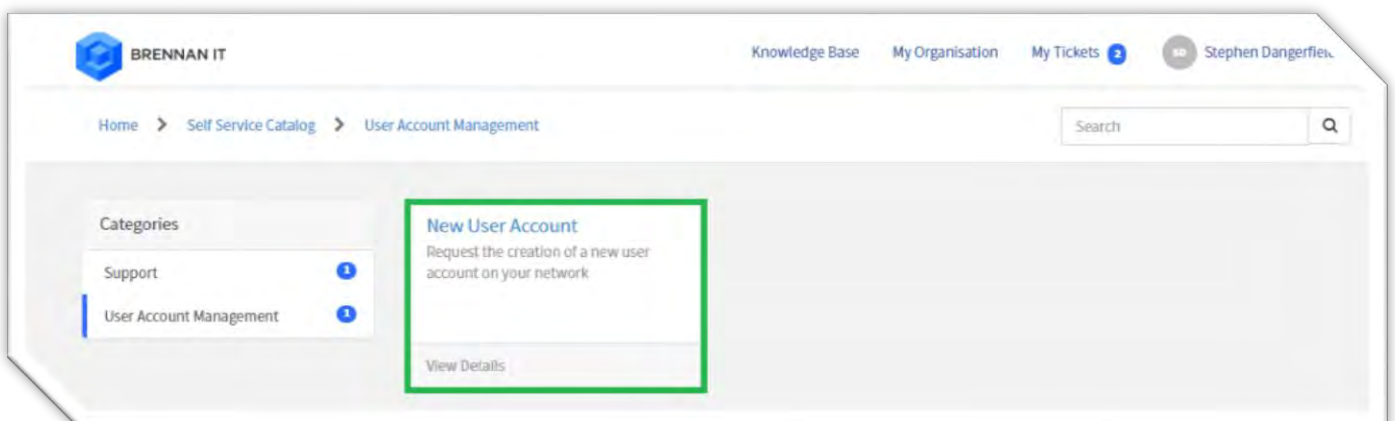 BRENNAN IT
Knowledge Base My Organisation My Tickets 2 SD Stephen
Home > Self Service Catalog > User Account Management
Search
Categories
Support 1
User Account Management 1
New User Account
Request the creation of a new user
account on your network
View Details